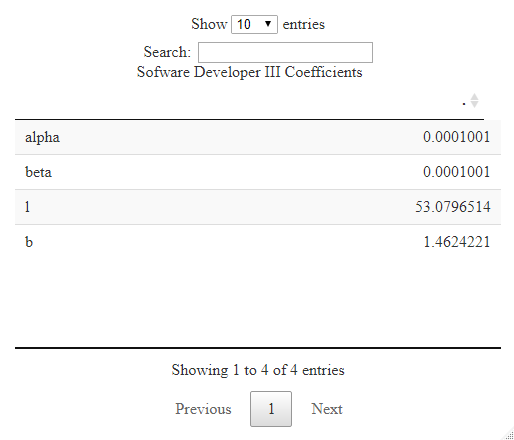 Show 10 entries
Search:
Sofware Developer III Coefficients
.
alpha 0.0001001
beta 0.0001001
l 53.0796514
b 1.4624221
Showing 1 to 4 of 4 entries
Previous 1 Next